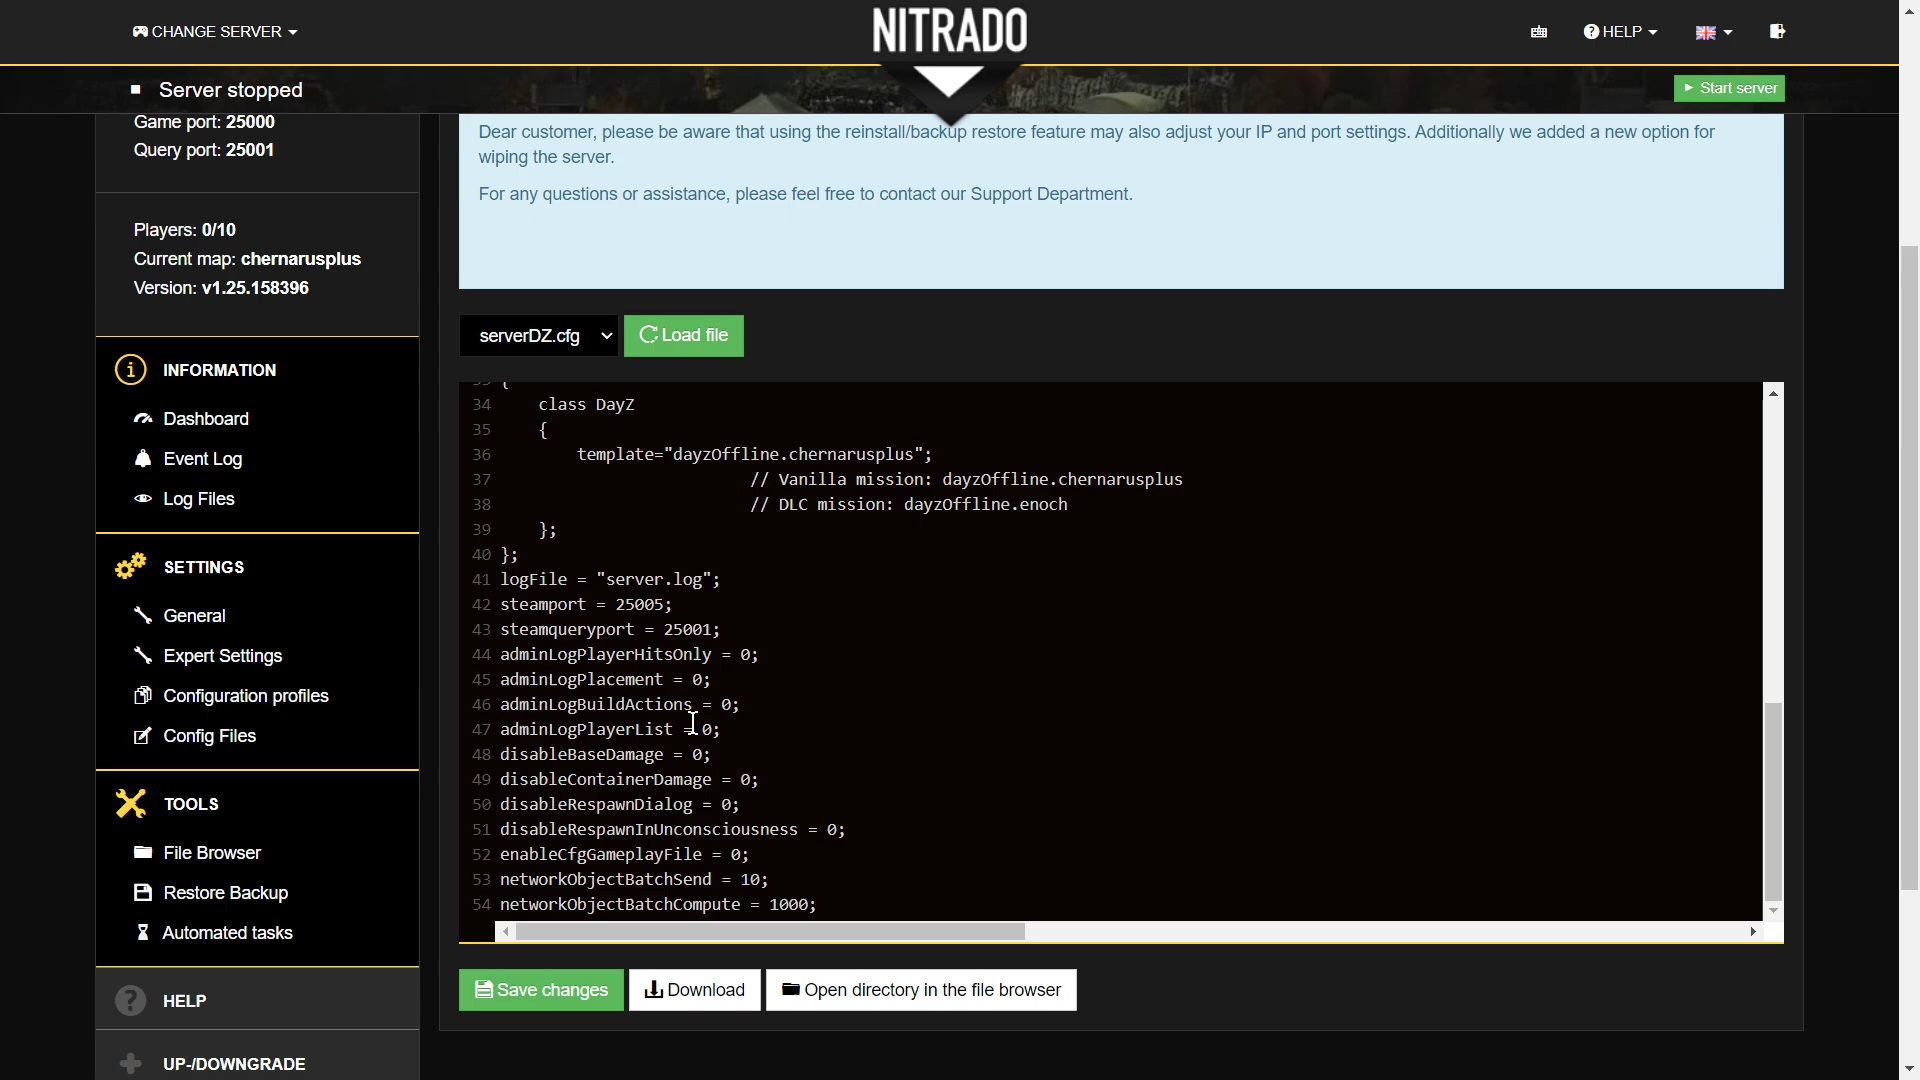 CHANGE SERVER
NITRADO
HELP
Server stopped
Start server
Game port: 25000
Query port: 25001
Players: 0/10
Current map: chernarusplus
Version: v1.25.158396
INFORMATION
Dashboard
Event Log
Log Files
SETTINGS
General
Expert Settings
Configuration profiles
Config Files
TOOLS
File Browser
Restore Backup
Automated tasks
HELP
UP-/DOWNGRADE
Dear customer, please be aware that using the reinstall/backup restore feature may also adjust your IP and port settings. Additionally we added a new option for
wiping the server.
For any questions or assistance, please feel free to contact our Support Department.
serverDZ.cfg
Load file
33 {
34 class DayZ
35 {
36 template="dayzOffline.chernarusplus";
37 // Vanilla mission: dayzOffline.chernarusplus
38 // DLC mission: dayzOffline.enoch
39 };
40 };
41 logFile = "server.log";
42 steamport = 25005;
43 steamqueryport = 25001;
44 adminLogPlayerHitsOnly = 0;
45 adminLogPlacement = 0;
46 adminLogBuildActions = 0;
47 adminLogPlayerList = 0;
48 disableBaseDamage = 0;
49 disableContainerDamage = 0;
50 disableRespawnDialog = 0;
51 disableRespawnInUnconsciousness = 0;
52 enableCfgGameplayFile = 0;
53 networkObjectBatchSend = 10;
54 networkObjectBatchCompute = 1000;
Save changes
Download
Open directory in the file browser